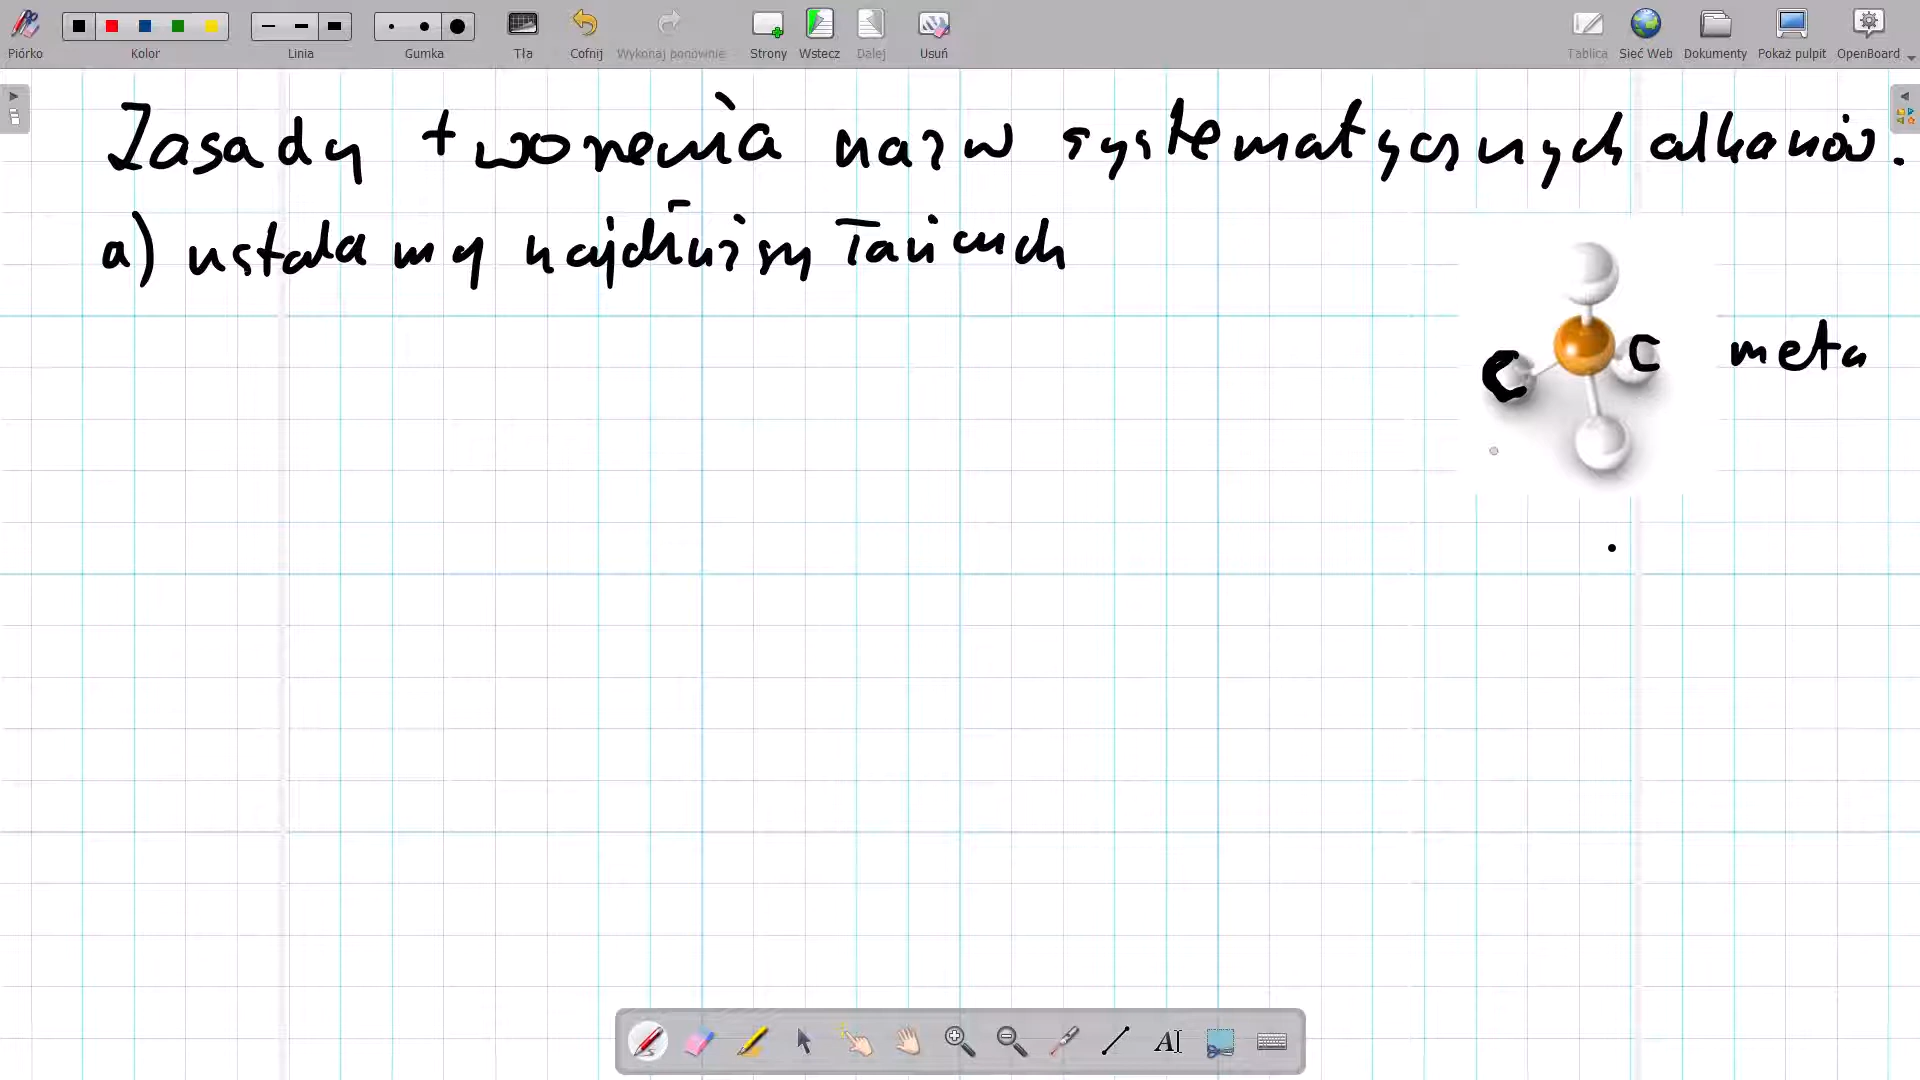 Piórko Kolor Linia Gumka Tła Cofnij Wykonaj ponownie Strony Wstecz Dalej Usuń Tablica Sieć Web Dokumenty Pokaż pulpit OpenBoard
Zasady tworzenia nazw systematycznych alkanów.
a) ustalamy najdłuższy łańcuch
C C meta